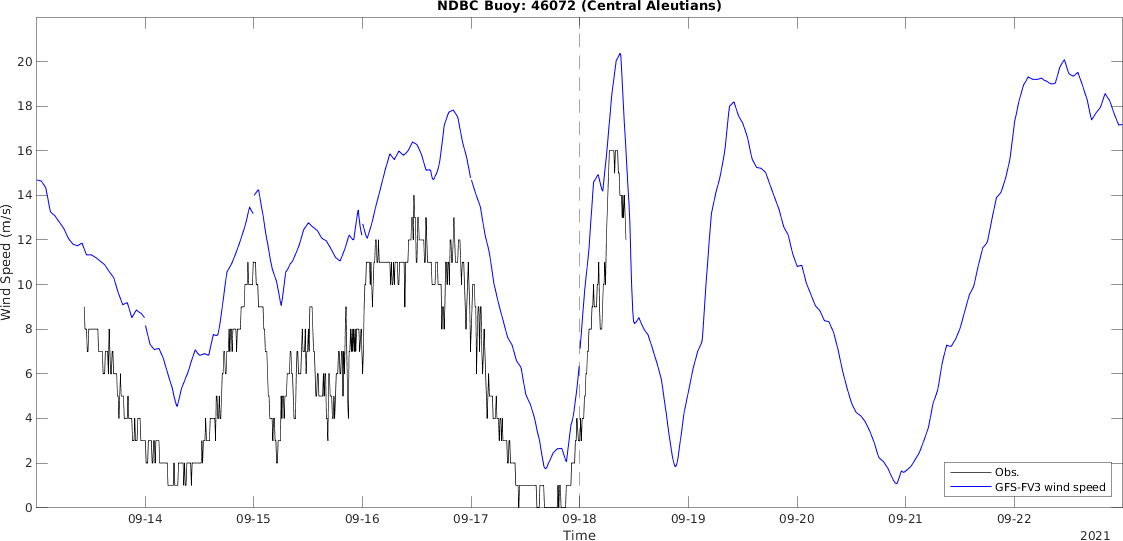 NDBC Buoy: 46072 (Central Aleutians)
Wind Speed (m/s)
20
18
16
14
12
10
8
6
4
2
0
Obs.
GFS-FV3 wind speed
09-14 09-15 09-16 09-17 09-18 09-19 09-20 09-21 09-22
Time
2021